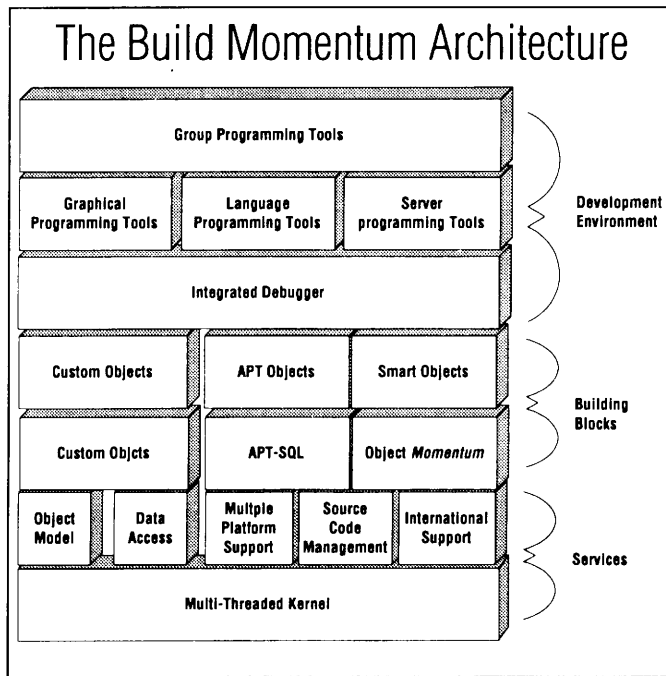 The Build Momentum Architecture
Group Programming Tools
Graphical
Programming Tools
Language
Programming Tools
Server
programming Tools
Development
Environment
Integrated Debugger
Custom Objects
APT Objects
Smart Objects
Building
Blocks
Custom Objcts
APT-SQL
Object Momentum
Object
Model
Data
Access
Multple
Platform
Support
Source
Code
Management
International
Support
Services
Multi-Threaded Kernel